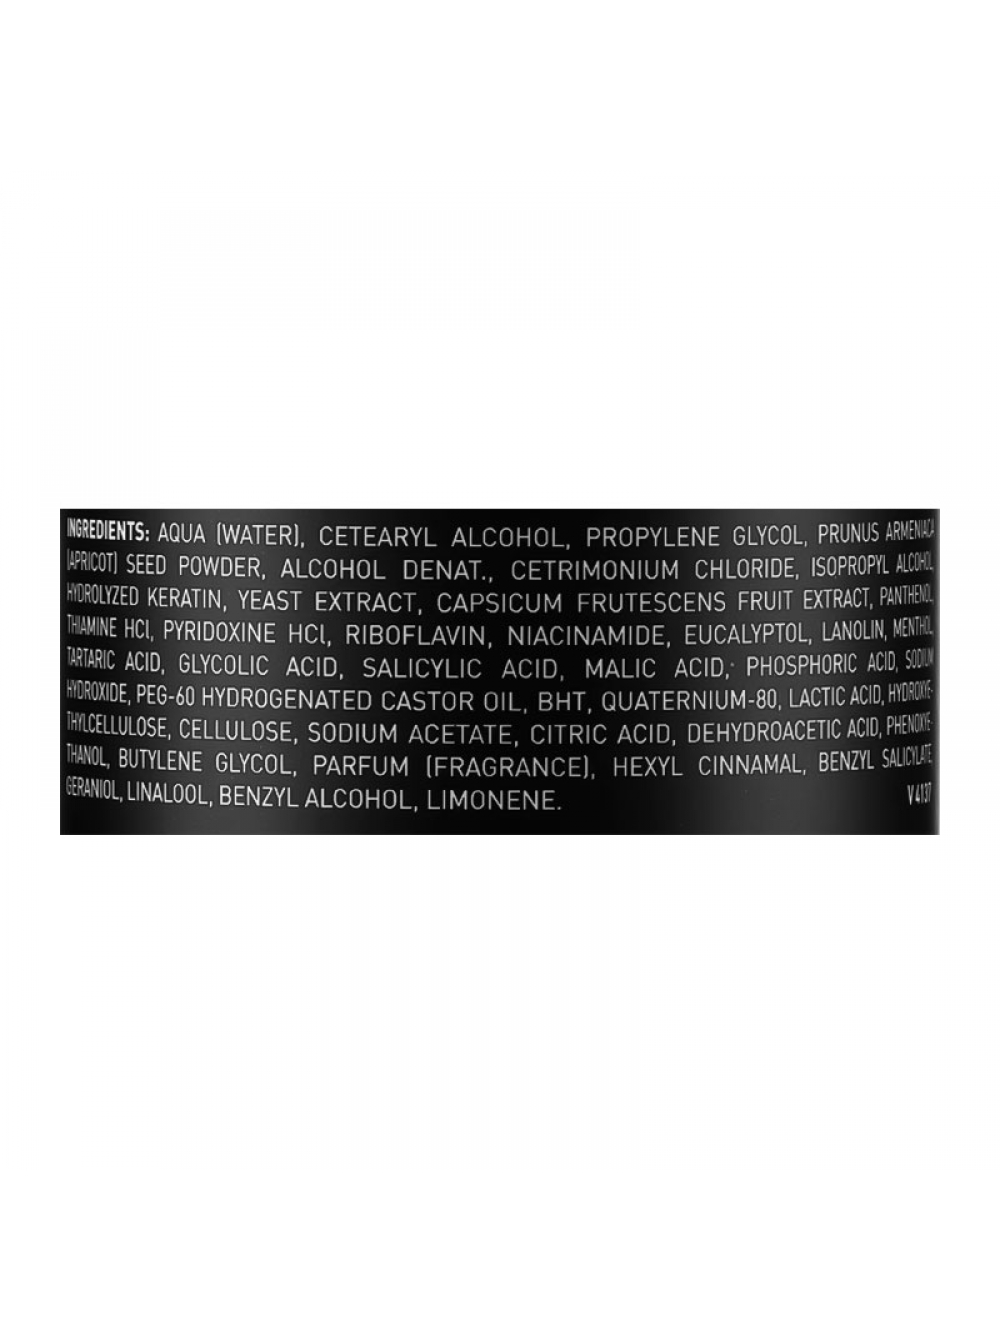 INGREDIENTS: AQUA (WATER), CETEARYL ALCOHOL, PROPYLENE GLYCOL, PRUNUS ARMENIACA
(APRICOT) SEED POWDER, ALCOHOL DENAT., CETRIMONIUM CHLORIDE, ISOPROPYL ALCOHOL,
HYDROLYZED KERATIN, YEAST EXTRACT, CAPSICUM FRUTESCENS FRUIT EXTRACT, PANTHENOL,
THIAMINE HCl, PYRIDOXINE HCl, RIBOFLAVIN, NIACINAMIDE, EUCALYPTOL, LANOLIN, MENTHOL,
TARTARIC ACID, GLYCOLIC ACID, SALICYLIC ACID, MALIC ACID, PHOSPHORIC ACID, SODIUM
HYDROXIDE, PEG-60 HYDROGENATED CASTOR OIL, BHT, QUATERNIUM-80, LACTIC ACID, HYDROXYE-
THYLCELLULOSE, CELLULOSE, SODIUM ACETATE, CITRIC ACID, DEHYDROACETIC ACID, PHENOXYE-
THANOL, BUTYLENE GLYCOL, PARFUM (FRAGRANCE), HEXYL CINNAMAL, BENZYL SALICYLATE,
GERANIOL, LINALOOL, BENZYL ALCOHOL, LIMONENE. V4137